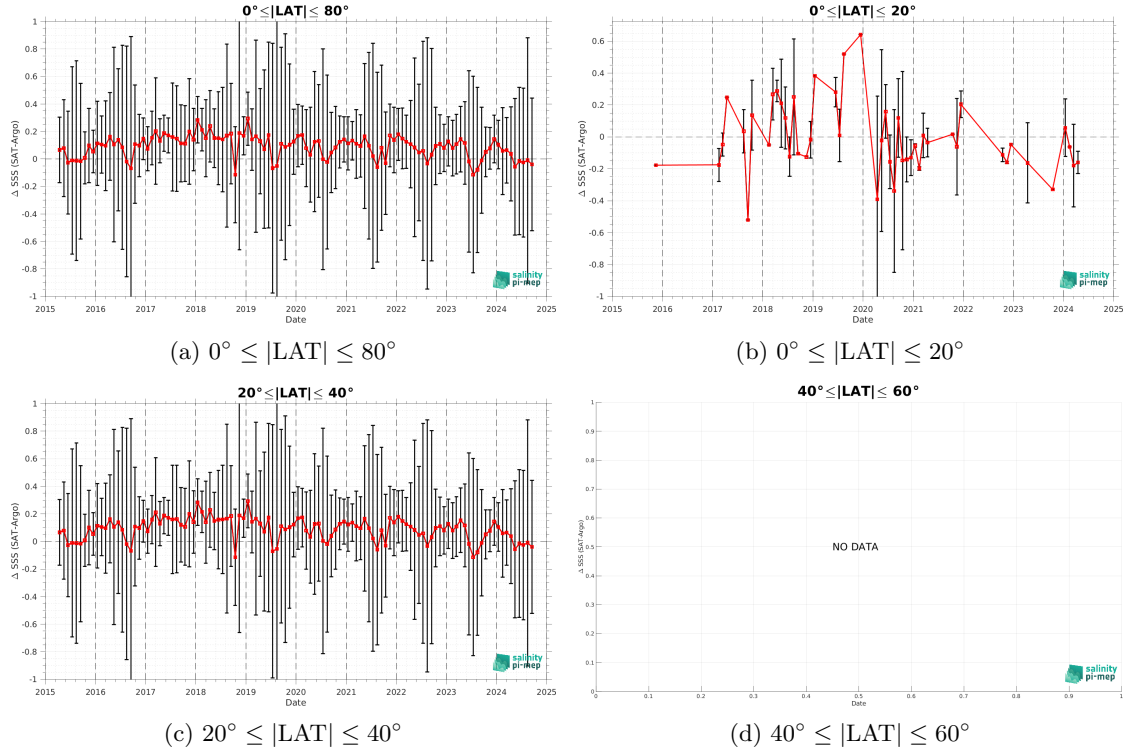 0°≤|LAT|≤ 80°
Δ SSS (SAT-Argo)
1
0.8
0.6
0.4
0.2
0
-0.2
-0.4
-0.6
-0.8
-1
2015 2016 2017 2018 2019 2020 2021 2022 2023 2024 2025
Date
salinity
pi-mep
(a) 0° ≤ |LAT| ≤ 80°
0°≤|LAT|≤ 20°
Δ SSS (SAT-Argo)
0.6
0.4
0.2
0
-0.2
-0.4
-0.6
-0.8
-1
2015 2016 2017 2018 2019 2020 2021 2022 2023 2024 2025
Date
salinity
pi-mep
(b) 0° ≤ |LAT| ≤ 20°
20°≤|LAT|≤ 40°
Δ SSS (SAT-Argo)
1
0.8
0.6
0.4
0.2
0
-0.2
-0.4
-0.6
-0.8
-1
2015 2016 2017 2018 2019 2020 2021 2022 2023 2024 2025
Date
salinity
pi-mep
(c) 20° ≤ |LAT| ≤ 40°
40°≤|LAT|≤ 60°
Δ SSS (SAT-Argo)
1
0.9
0.8
0.7
0.6
0.5
0.4
0.3
0.2
0.1
0
NO DATA
0 0.1 0.2 0.3 0.4 0.5 0.6 0.7 0.8 0.9 1
Date
salinity
pi-mep
(d) 40° ≤ |LAT| ≤ 60°